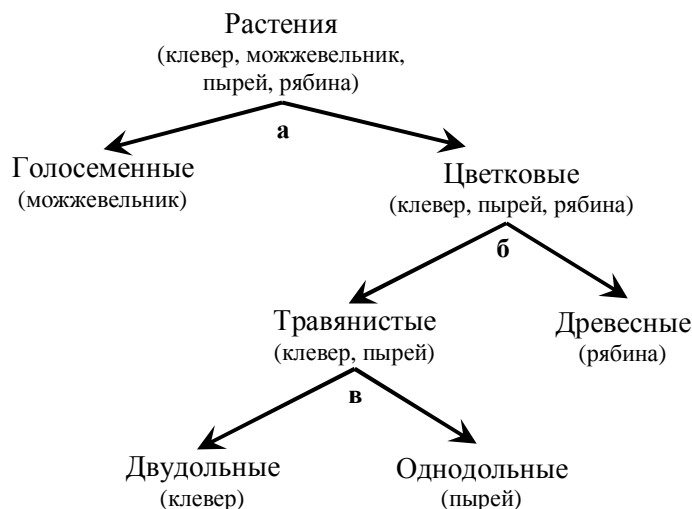 Растения
(клевер, можжевельник,
пырей, рябина)
а
Голосеменные
(можжевельник)
Цветковые
(клевер, пырей, рябина)
б
Травянистые
(клевер, пырей)
Древесные
(рябина)
в
Двудольные
(клевер)
Однодольные
(пырей)